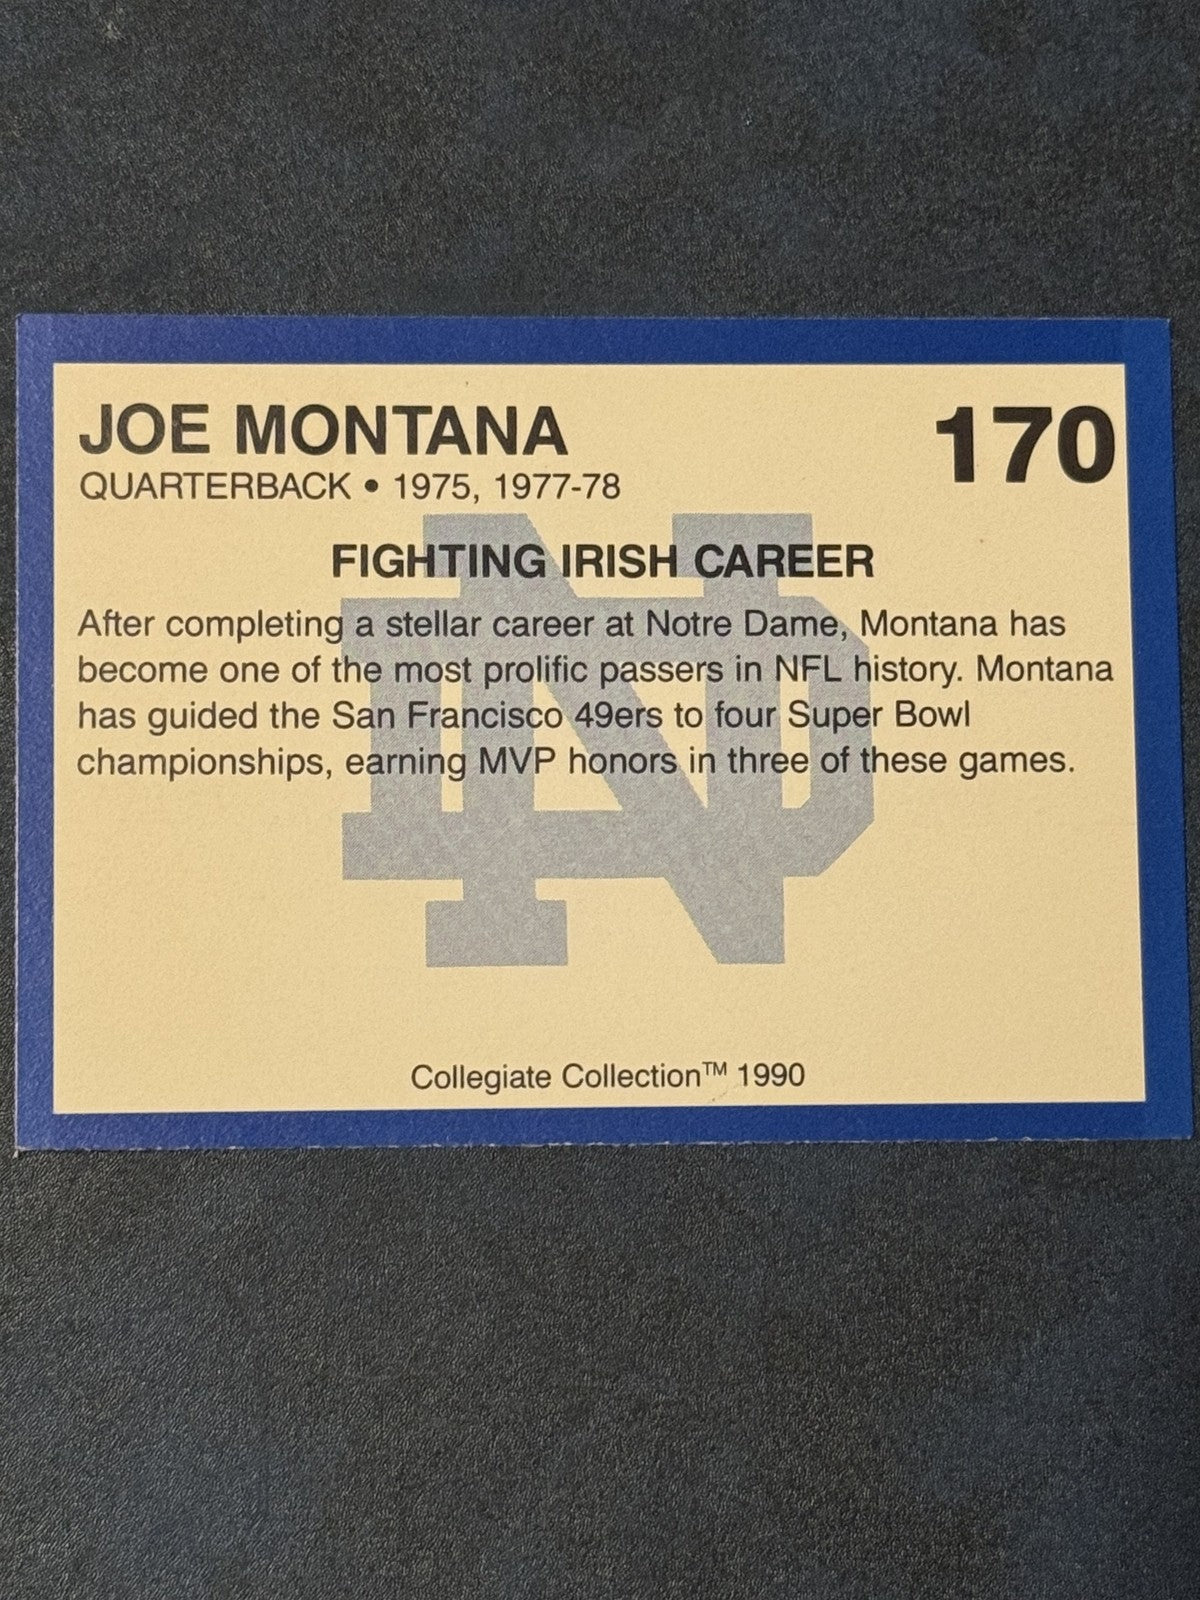 JOE MONTANA
170
QUARTERBACK • 1975, 1977-78
FIGHTING IRISH CAREER
After completing a stellar career at Notre Dame, Montana has
become one of the most prolific passers in NFL history. Montana
has guided the San Francisco 49ers to four Super Bowl
championships, earning MVP honors in three of these games.
ND
Collegiate Collection™ 1990